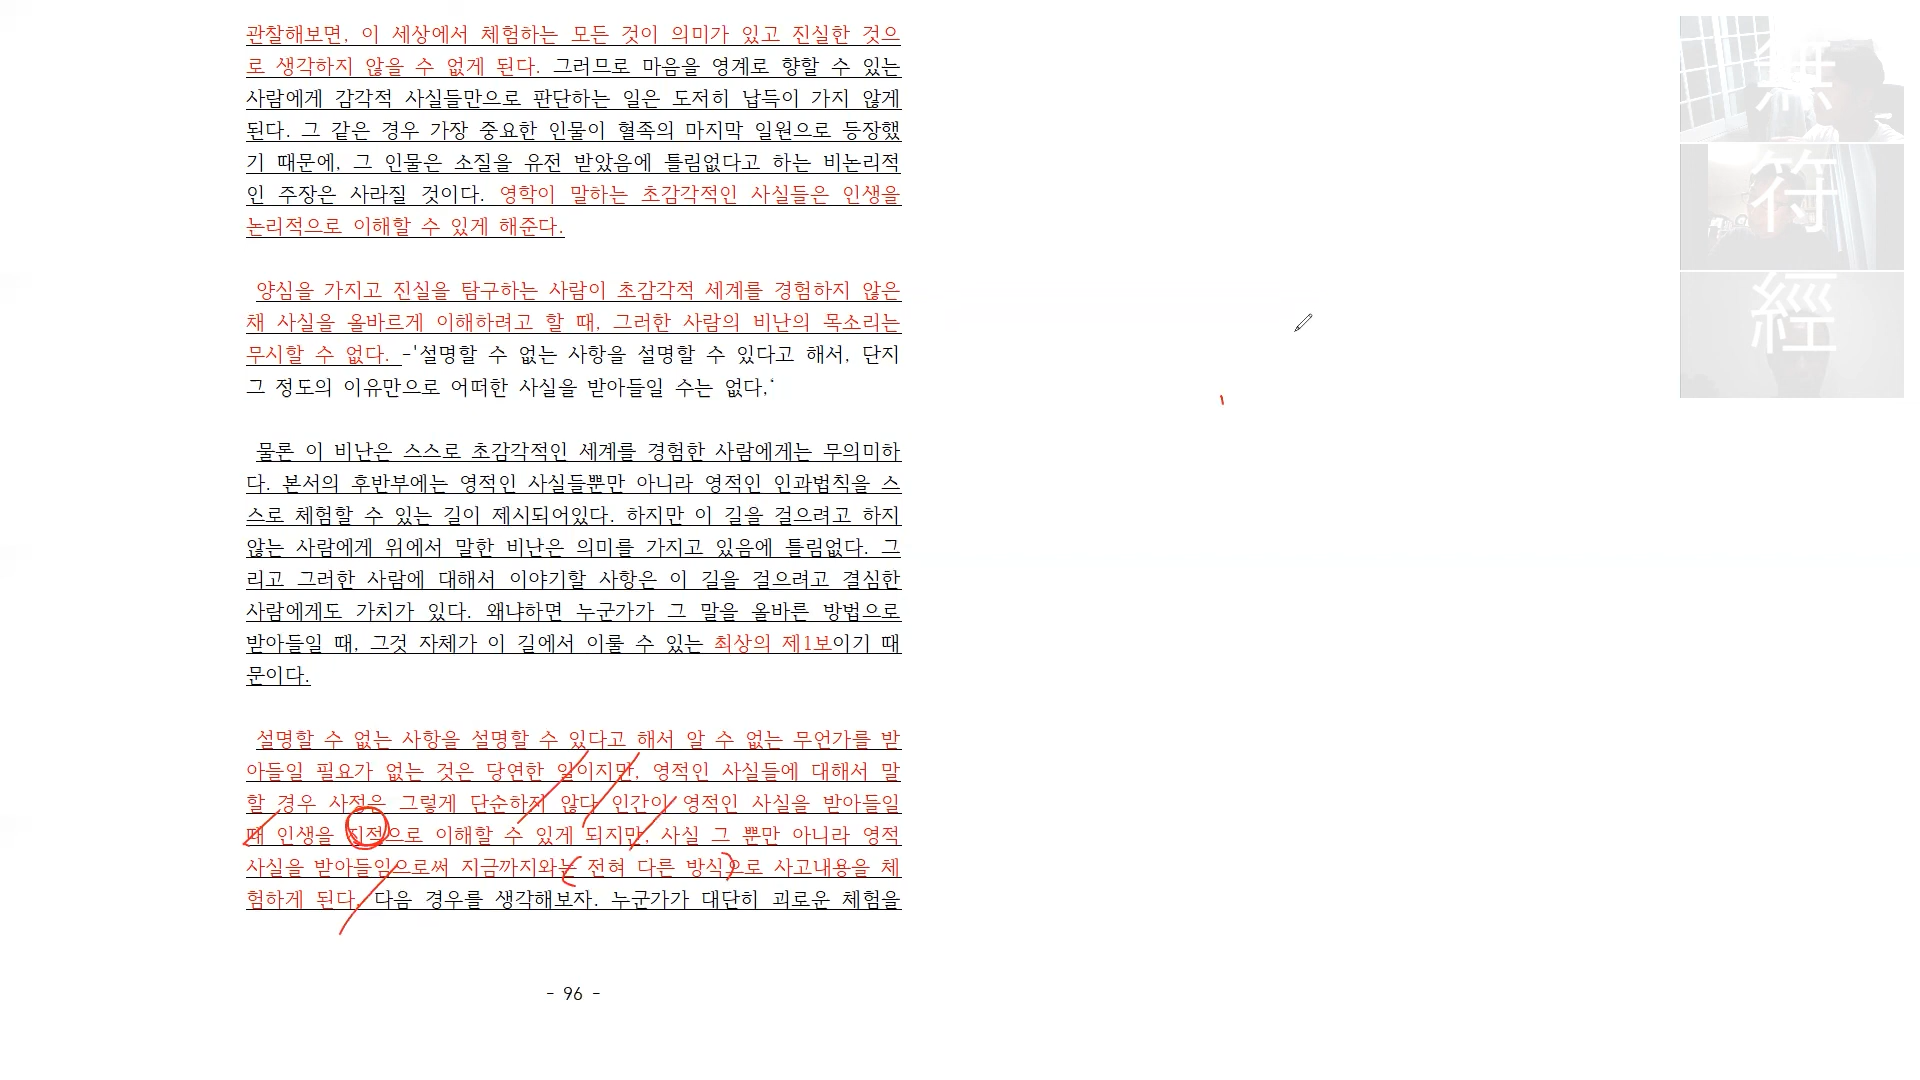 관찰해보면, 이 세상에서 체험하는 모든 것이 의미가 있고 진실한 것으
로 생각하지 않을 수 없게 된다. 그러므로 마음을 영계로 향할 수 있는
사람에게 감각적 사실들만으로 판단하는 일은 도저히 납득이 가지 않게
된다. 그 같은 경우 가장 중요한 인물이 혈족의 마지막 일원으로 등장했
기 때문에, 그 인물은 소질을 유전 받았음에 틀림없다고 하는 비논리적
인 주장은 사라질 것이다. 영학이 말하는 초감각적인 사실들은 인생을
논리적으로 이해할 수 있게 해준다.
양심을 가지고 진실을 탐구하는 사람이 초감각적 세계를 경험하지 않은
채 사실을 올바르게 이해하려고 할 때, 그러한 사람의 비난의 목소리는
무시할 수 없다. -'설명할 수 없는 사항을 설명할 수 있다고 해서, 단지
그 정도의 이유만으로 어떠한 사실을 받아들일 수는 없다,‘
물론 이 비난은 스스로 초감각적인 세계를 경험한 사람에게는 무의미하
다. 본서의 후반부에는 영적인 사실들뿐만 아니라 영적인 인과법칙을 스
스로 체험할 수 있는 길이 제시되어있다. 하지만 이 길을 걸으려고 하지
않는 사람에게 위에서 말한 비난은 의미를 가지고 있음에 틀림없다. 그
리고 그러한 사람에 대해서 이야기할 사항은 이 길을 걸으려고 결심한
사람에게도 가치가 있다. 왜냐하면 누군가가 그 말을 올바른 방법으로
받아들일 때, 그것 자체가 이 길에서 이룰 수 있는 최상의 제1보이기 때
문이다.
설명할 수 없는 사항을 설명할 수 있다고 해서 알 수 없는 무언가를 받
아들일 필요가 없는 것은 당연한 일이지만, 영적인 사실들에 대해서 말
할 경우 사정은 그렇게 단순하지 않다 인간이 영적인 사실을 받아들일
때 인생을 지적으로 이해할 수 있게 되지만, 사실 그 뿐만 아니라 영적
사실을 받아들임으로써 지금까지와는 전혀 다른 방식으로 사고내용을 체
험하게 된다. 다음 경우를 생각해보자. 누군가가 대단히 괴로운 체험을
- 96 -
無
符
經